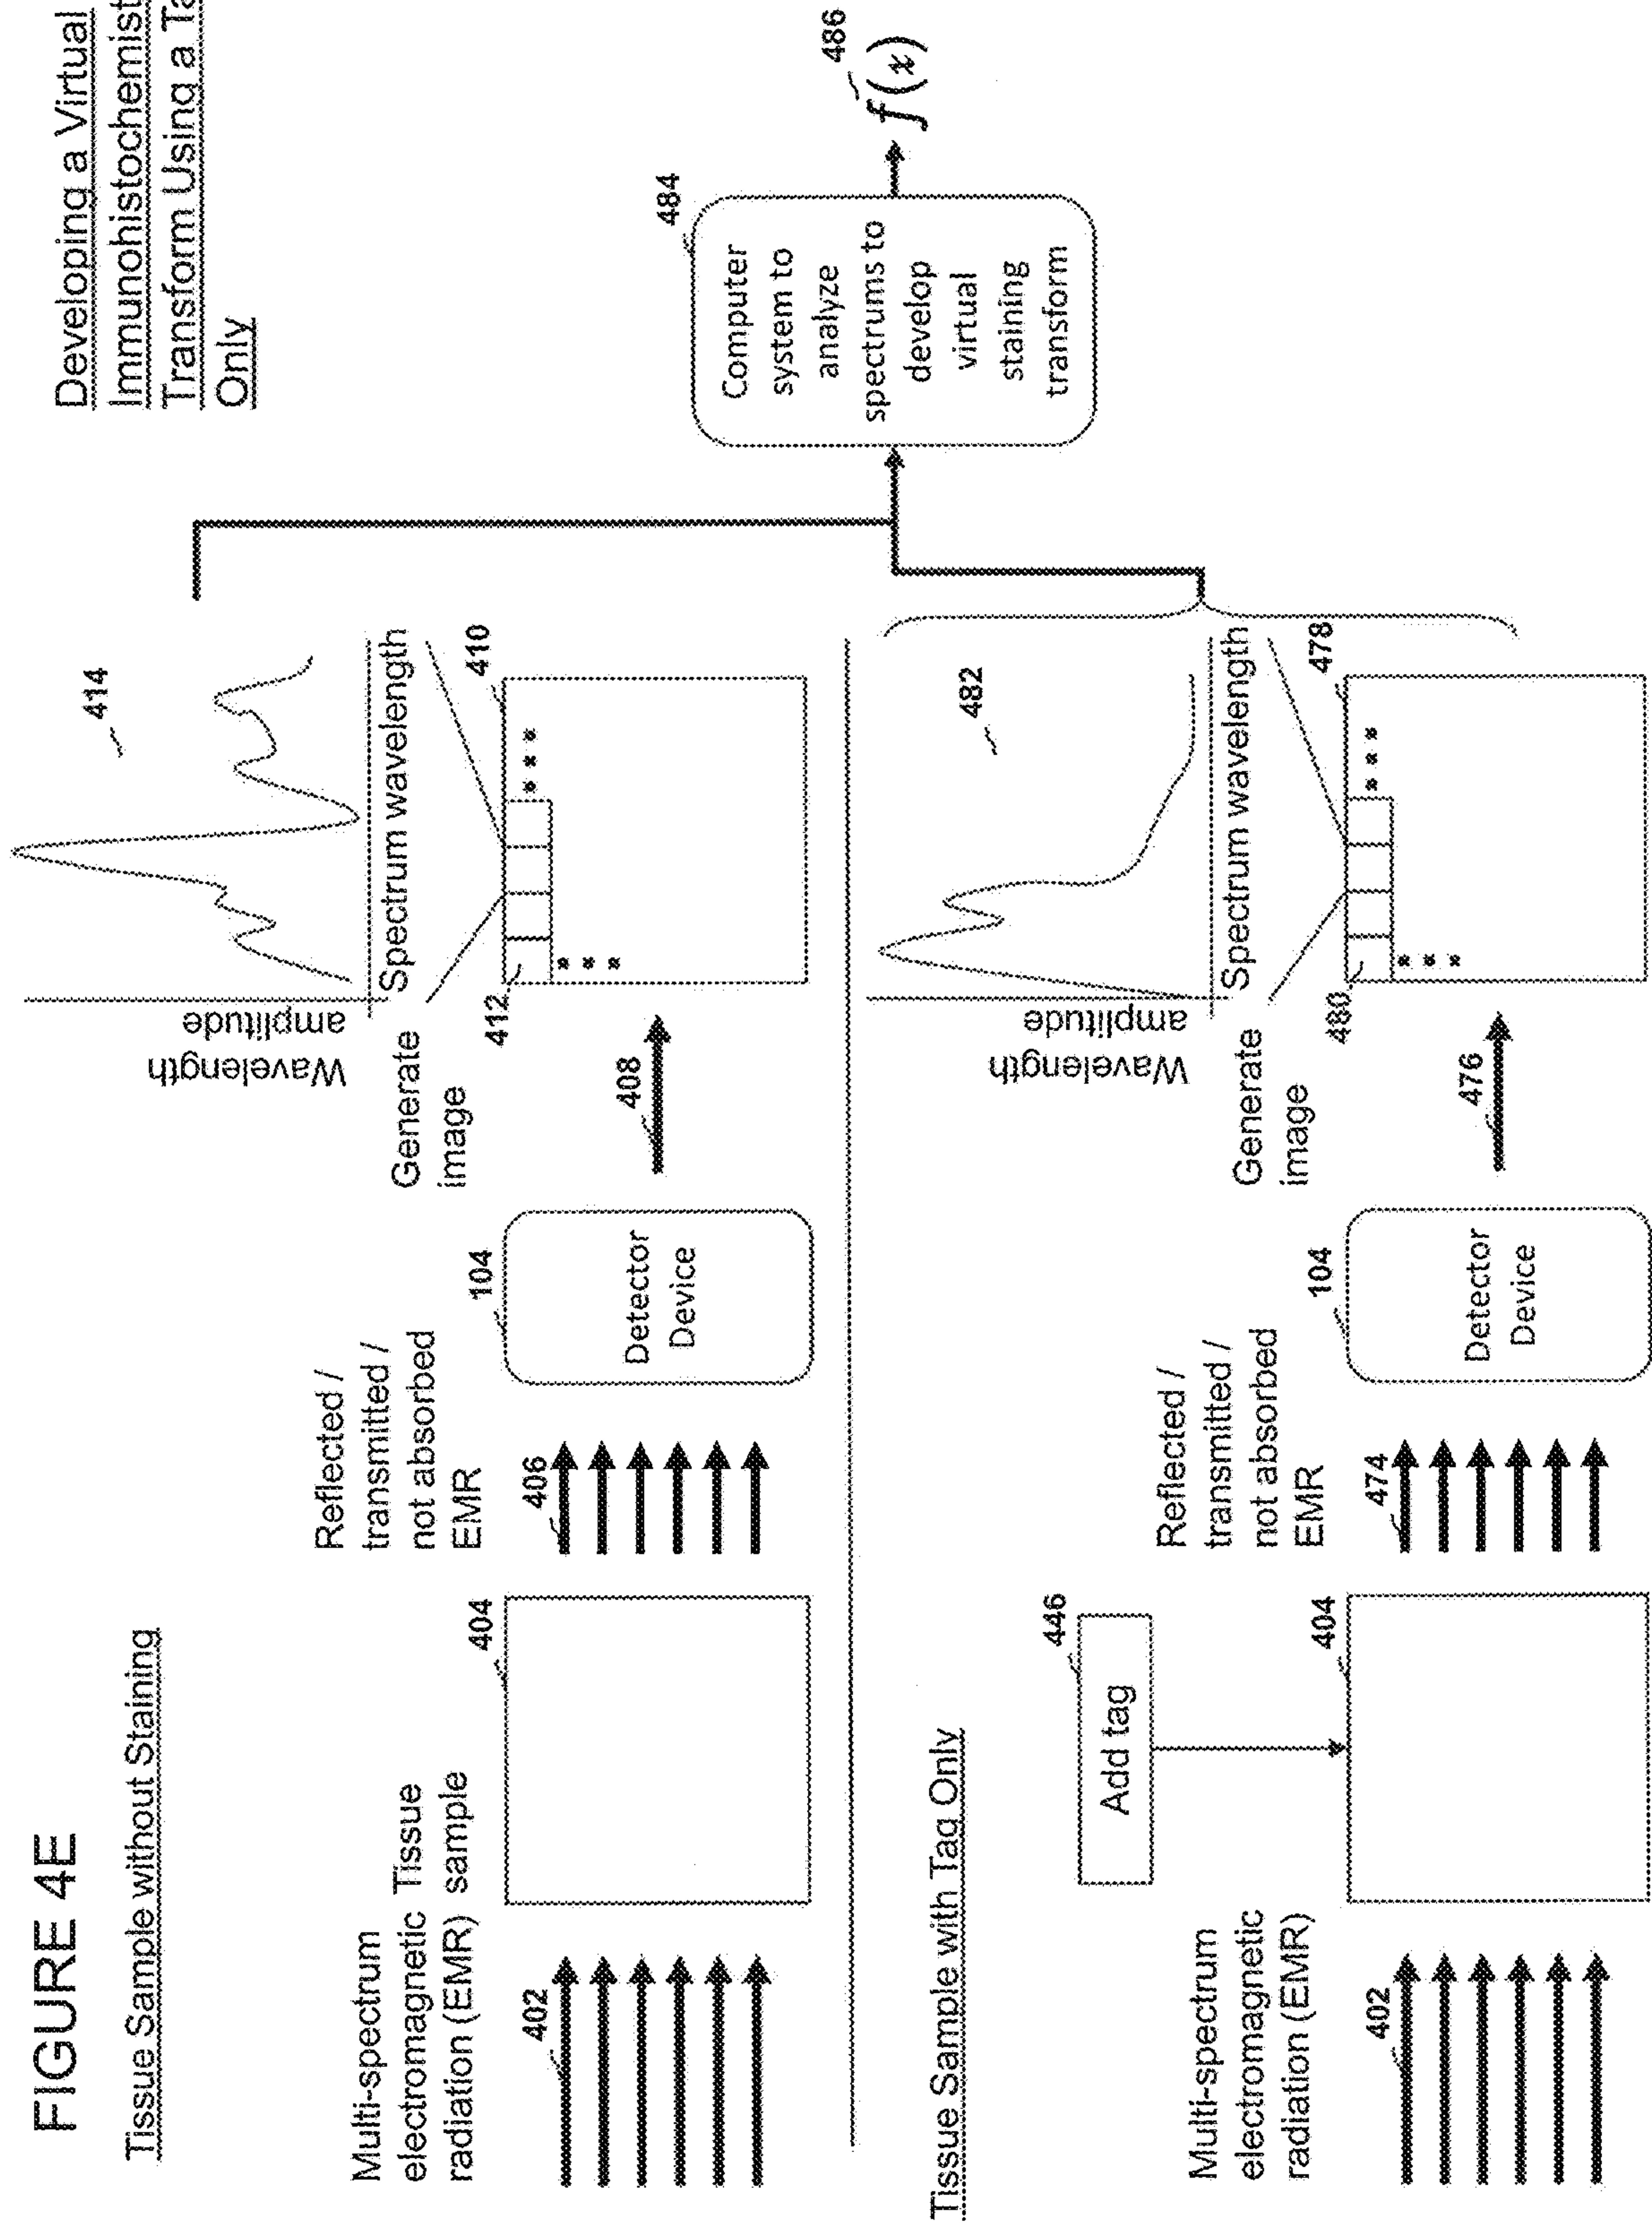 FIGURE 4E
Developing a Virtual
Immunohistochemist
Transform Using a Ta
Only
Tissue Sample without Staining
Multi-spectrum
electromagnetic
radiation (EMR)
402
Tissue
sample
404
Reflected /
transmitted /
not absorbed
EMR
406
104
Detector
Device
408
Generate
image
412
410
Wavelength
amplitude
Spectrum wavelength
414
Tissue Sample with Tag Only
Multi-spectrum
electromagnetic
radiation (EMR)
402
446
Add tag
404
Reflected /
transmitted /
not absorbed
EMR
474
104
Detector
Device
476
Generate
image
480
478
Wavelength
amplitude
Spectrum wavelength
482
484
Computer
system to
analyze
spectrums to
develop
virtual
staining
transform
486
f(x)